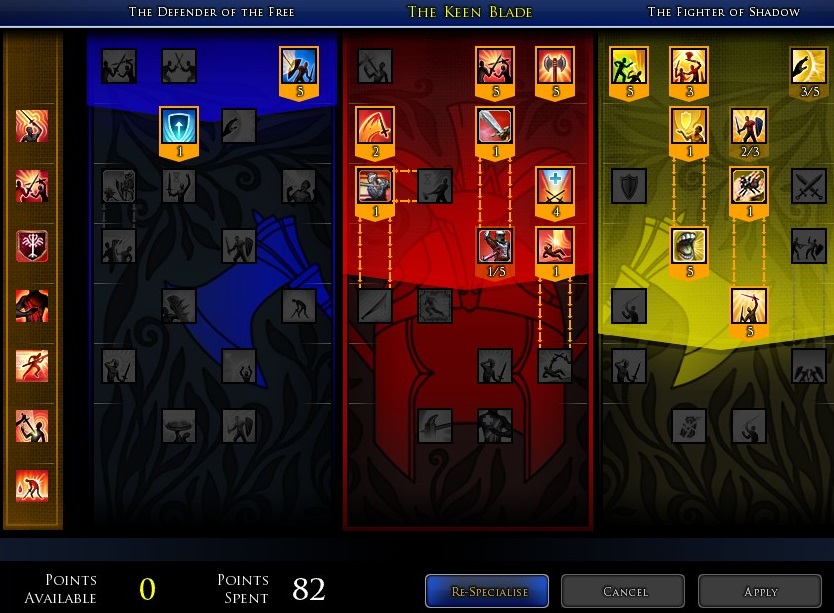 The Defender of the Free The Keen Blade The Fighter of Shadow
5 5 5 5 3 3/5
1 2 1 1 2/3
1 4 1
1/5 1 5
5
Points Available 0 Points Spent 82 Re-Specialise Cancel Apply